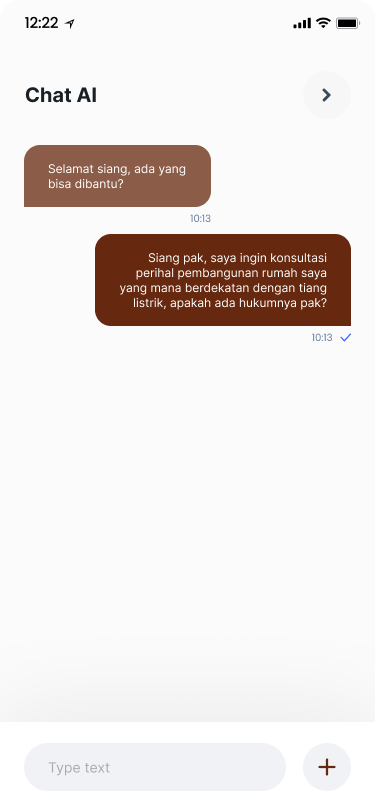 12:22
Chat AI
Selamat siang, ada yang
bisa dibantu?
10:13
Siang pak, saya ingin konsultasi
perihal pembangunan rumah saya
yang mana berdekatan dengan tiang
listrik, apakah ada hukumnya pak?
10:13
Type text